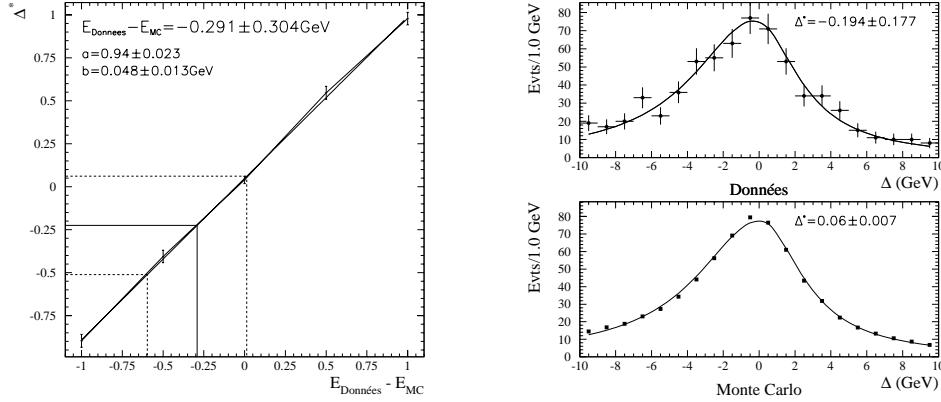 Δ*
1
0.75
0.5
0.25
0
-0.25
-0.5
-0.75
E_Donnees−E_MC=−0.291±0.304GeV
a=0.94±0.023
b=0.048±0.013GeV
-1 -0.75 -0.5 -0.25 0 0.25 0.5 0.75 1
E_Données - E_MC
Evts/1.0 GeV
80
70
60
50
40
30
20
10
0
Δ*=−0.194±0.177
-10 -8 -6 -4 -2 0 2 4 6 8 10
Données
Δ (GeV)
Evts/1.0 GeV
80
70
60
50
40
30
20
10
0
Δ*=0.06±0.007
-10 -8 -6 -4 -2 0 2 4 6 8 10
Monte Carlo
Δ (GeV)